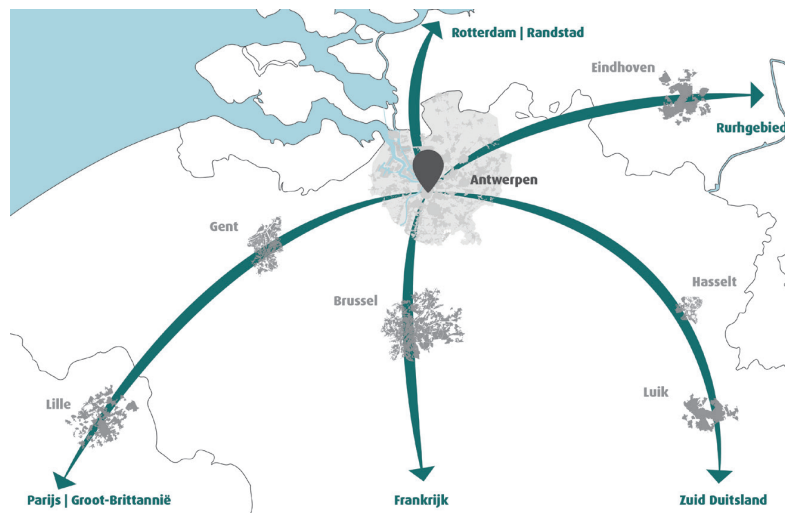 Rotterdam | Randstad
Eindhoven
Rurhgebied
Antwerpen
Gent
Hasselt
Brussel
Luik
Lille
Parijs | Groot-Brittannië
Frankrijk
Zuid Duitsland